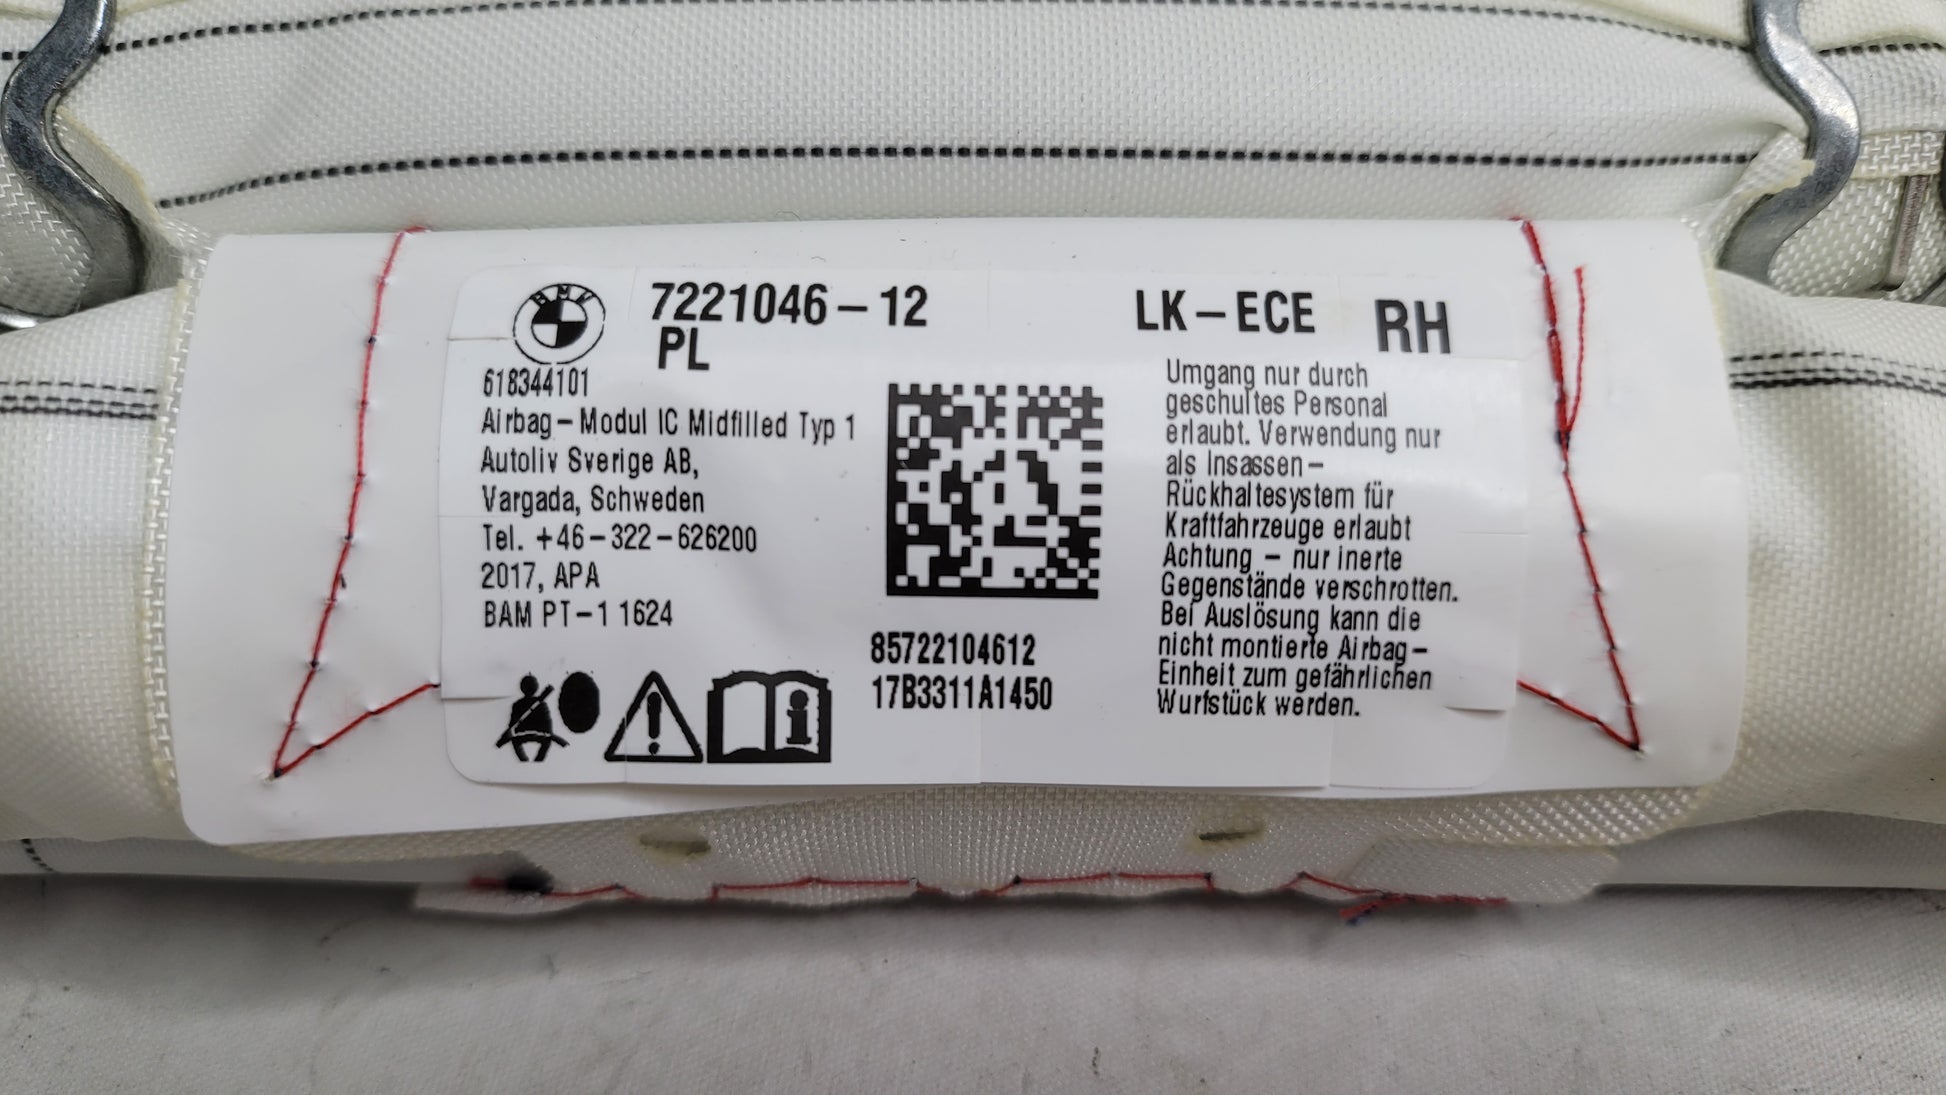 BMW
7221046-12
PL
LK-ECE
RH
618344101
Airbag-Modul IC Midfilled Typ 1
Autoliv Sverige AB,
Vargada, Schweden
Tel. +46-322-626200
2017, APA
BAM PT-1 1624
85722104612
17B3311A1450
Umgang nur durch
geschultes Personal
erlaubt. Verwendung nur
als Insassen-
Rückhaltesystem für
Kraftfahrzeuge erlaubt
Achtung - nur inerte
Gegenstände verschrotten.
Bei Auslösung kann die
nicht montierte Airbag-
Einheit zum gefährlichen
Wurfstück werden.